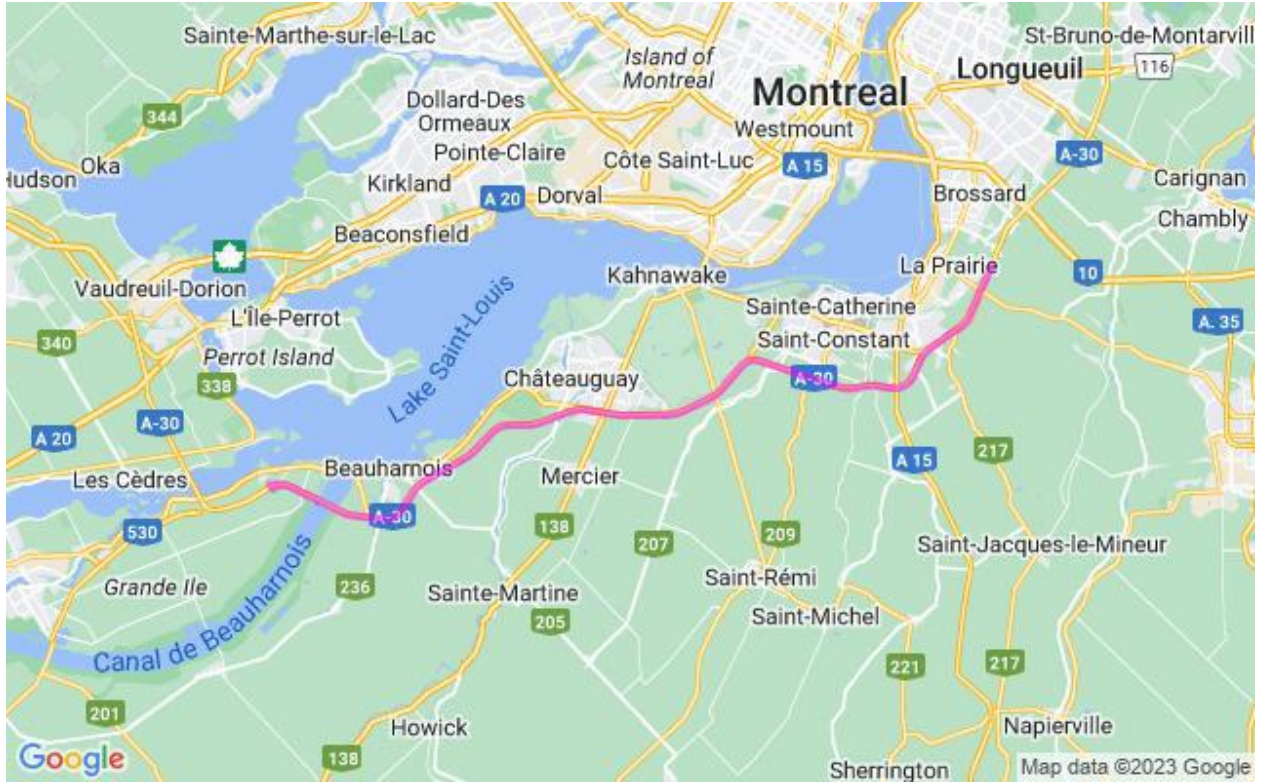 Sainte-Marthe-sur-le-Lac
Island of
Montreal
St-Bruno-de-Montarvill
Longueuil
116
Montreal
Dollard-Des
Ormeaux
344
Westmount
Pointe-Claire
Côte Saint-Luc
A 15
A-30
Hudson
Oka
Kirkland
A 20
Dorval
Brossard
Carignan
Beaconsfield
Chambly
Vaudreuil-Dorion
Kahnawake
La Prairie
10
L'Île-Perrot
Sainte-Catherine
A. 35
340
Perrot Island
Lake Saint-Louis
Saint-Constant
338
Châteauguay
A-30
A-30
A 20
217
Les Cèdres
Beauharnois
Mercier
A 15
A-30
530
138
207
209
Saint-Jacques-le-Mineur
Grande Ile
Canal de Beauharnois
236
Sainte-Martine
Saint-Rémi
205
Saint-Michel
221
217
201
Howick
Napierville
138
Sherrington
Google
Map data ©2023 Google